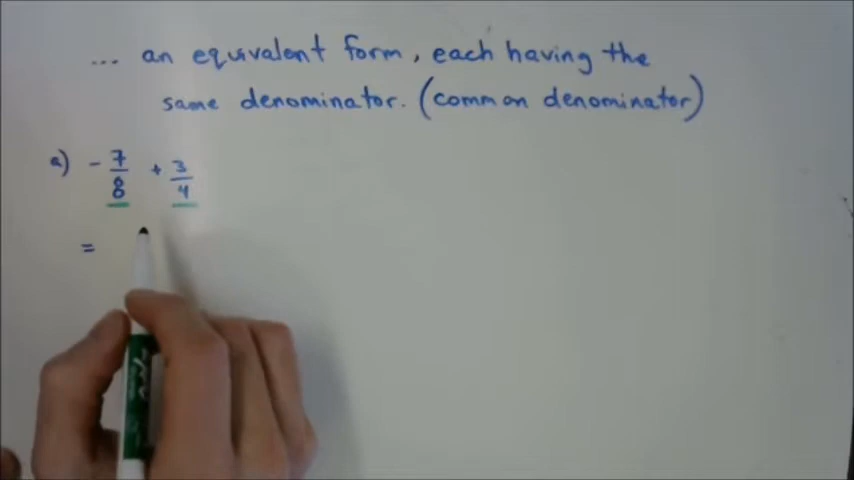 ... an equivalent form, each having the
same denominator. (common denominator)
a) - 7/8 + 3/4
=